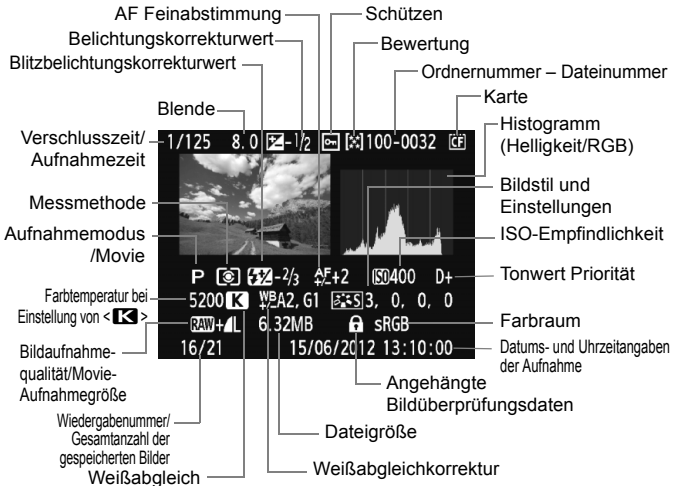 AF Feinabstimmung
Schützen
Belichtungskorrekturwert
Bewertung
Blitzbelichtungskorrekturwert
Ordnernummer – Dateinummer
Blende
Karte
Verschlusszeit/
Aufnahmezeit
1/125 8.0 -1/2 100-0032 CF
Histogramm
(Helligkeit/RGB)
Messmethode
Bildstil und
Einstellungen
Aufnahmemodus
/Movie
ISO-Empfindlichkeit
P -2/3 AF+2 ISO400 D+
Tonwert Priorität
Farbtemperatur bei
Einstellung von < K >
5200 K WB A2, G1 S 3, 0, 0, 0
RAW+L 6.32MB sRGB
Farbraum
16/21 15/06/2012 13:10:00
Datums- und Uhrzeitangaben
der Aufnahme
Bildaufnahme-
qualität/Movie-
Aufnahmegröße
Angehängte
Bildüberprüfungsdaten
Wiedergabenummer/
Gesamtanzahl der
gespeicherten Bilder
Dateigröße
Weißabgleich
Weißabgleichkorrektur